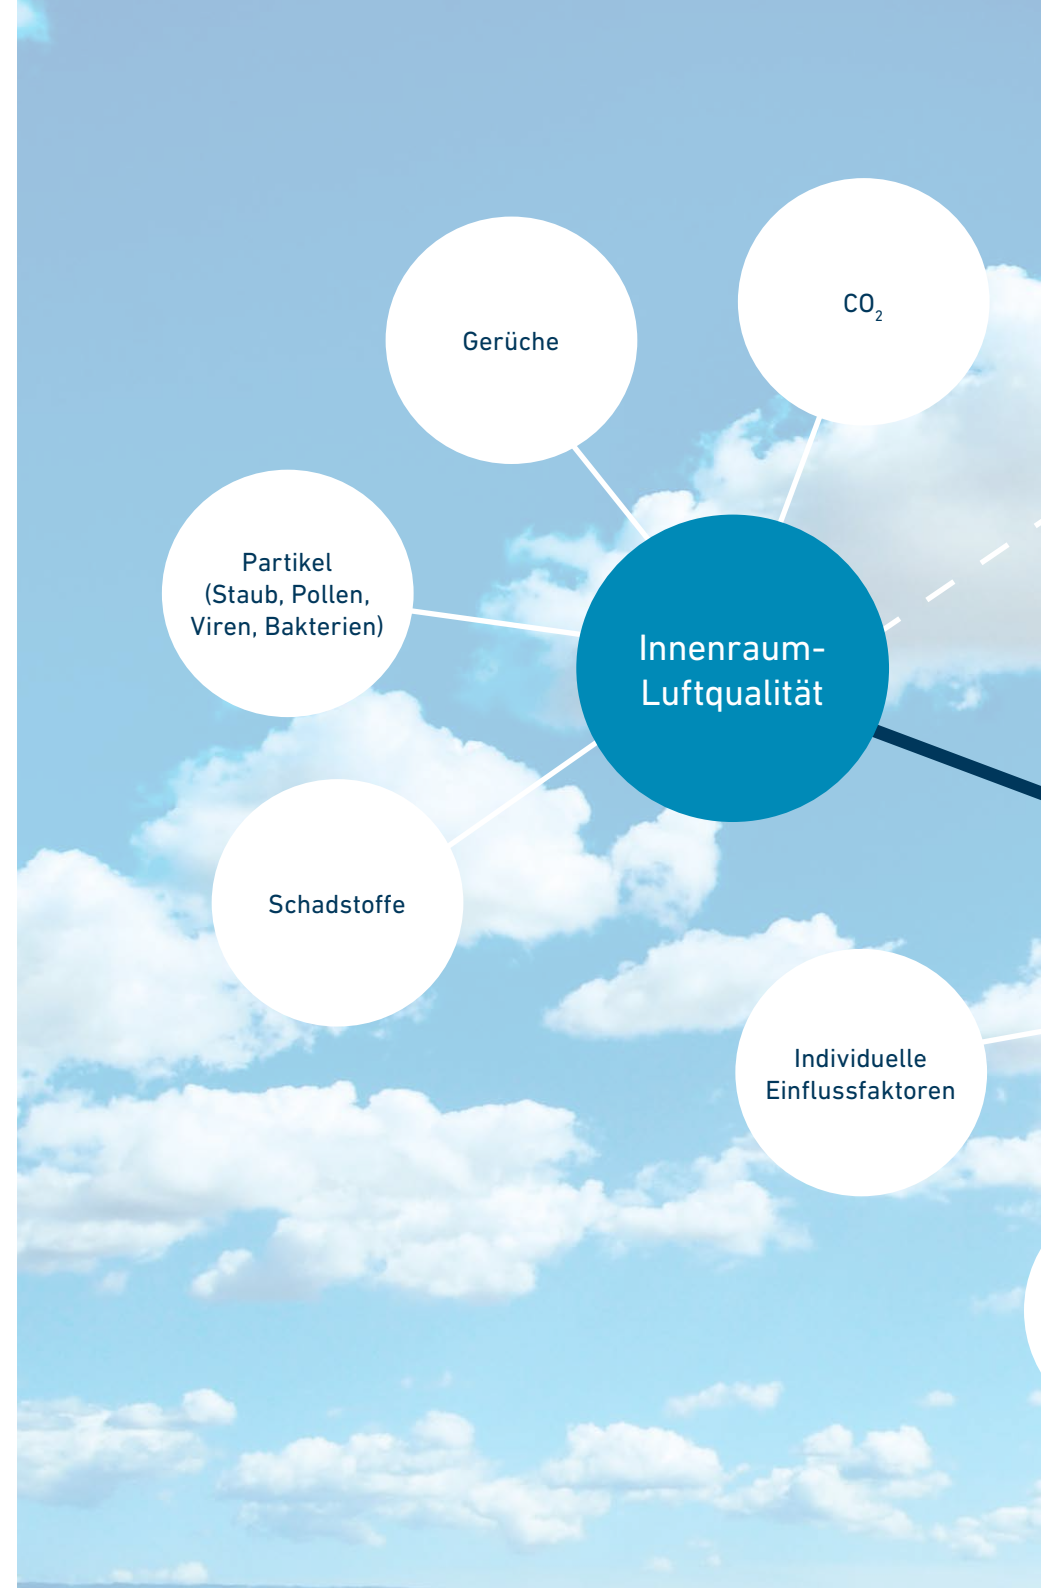 CO₂
Gerüche
Partikel
(Staub, Pollen,
Viren, Bakterien)
Innenraum-
Luftqualität
Schadstoffe
Individuelle
Einflussfaktoren